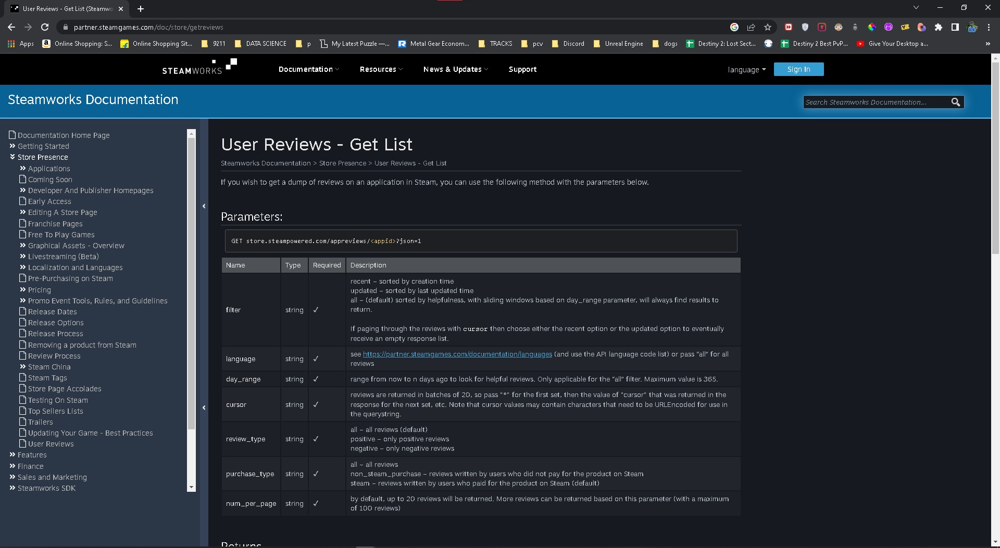 User Reviews - Get List (Steamwo
partner.steamgames.com/doc/store/getreviews
Apps
Online Shopping: S...
Online Shopping Sit...
9211
DATA SCIENCE
p
My Latest Puzzle —...
Metal Gear Econom...
TRACKS
pcv
Discord
Unreal Engine
dogs
Destiny 2: Lost Sect...
Destiny 2 Best PvP...
Give Your Desktop a...
STEAMWORKS
Documentation
Resources
News & Updates
Support
language
Sign In
Steamworks Documentation
Search Steamworks Documentation...
Documentation Home Page
Getting Started
Store Presence
Applications
Coming Soon
Developer And Publisher Homepages
Early Access
Editing A Store Page
Franchise Pages
Free To Play Games
Graphical Assets - Overview
Livestreaming (Beta)
Localization and Languages
Pre-Purchasing on Steam
Pricing
Promo Event Tools, Rules, and Guidelines
Release Dates
Release Options
Release Process
Removing a product from Steam
Review Process
Steam China
Steam Tags
Store Page Accolades
Testing On Steam
Top Sellers Lists
Trailers
Updating Your Game - Best Practices
User Reviews
Features
Finance
Sales and Marketing
Steamworks SDK
User Reviews - Get List
Steamworks Documentation > Store Presence > User Reviews - Get List
If you wish to get a dump of reviews on an application in Steam, you can use the following method with the parameters below.
Parameters:
GET store.steampowered.com/appreviews/<appid>?json=1
Name Type Required Description
filter string ✓
recent – sorted by creation time
updated – sorted by last updated time
all – (default) sorted by helpfulness, with sliding windows based on day_range parameter, will always find results to
return.
If paging through the reviews with cursor then choose either the recent option or the updated option to eventually
receive an empty response list.
language string ✓
see https://partner.steamgames.com/documentation/languages (and use the API language code list) or pass "all" for all
reviews
day_range string ✓
range from now to n days ago to look for helpful reviews. Only applicable for the "all" filter. Maximum value is 365.
cursor string ✓
reviews are returned in batches of 20, so pass "*" for the first set, then the value of "cursor" that was returned in the
response for the next set, etc. Note that cursor values may contain characters that need to be URLEncoded for use in
the querystring.
review_type string ✓
all – all reviews (default)
positive – only positive reviews
negative – only negative reviews
purchase_type string ✓
all – all reviews
non_steam_purchase – reviews written by users who did not pay for the product on Steam
steam – reviews written by users who paid for the product on Steam (default)
num_per_page string ✓
by default, up to 20 reviews will be returned. More reviews can be returned based on this parameter (with a maximum
of 100 reviews)
Returns